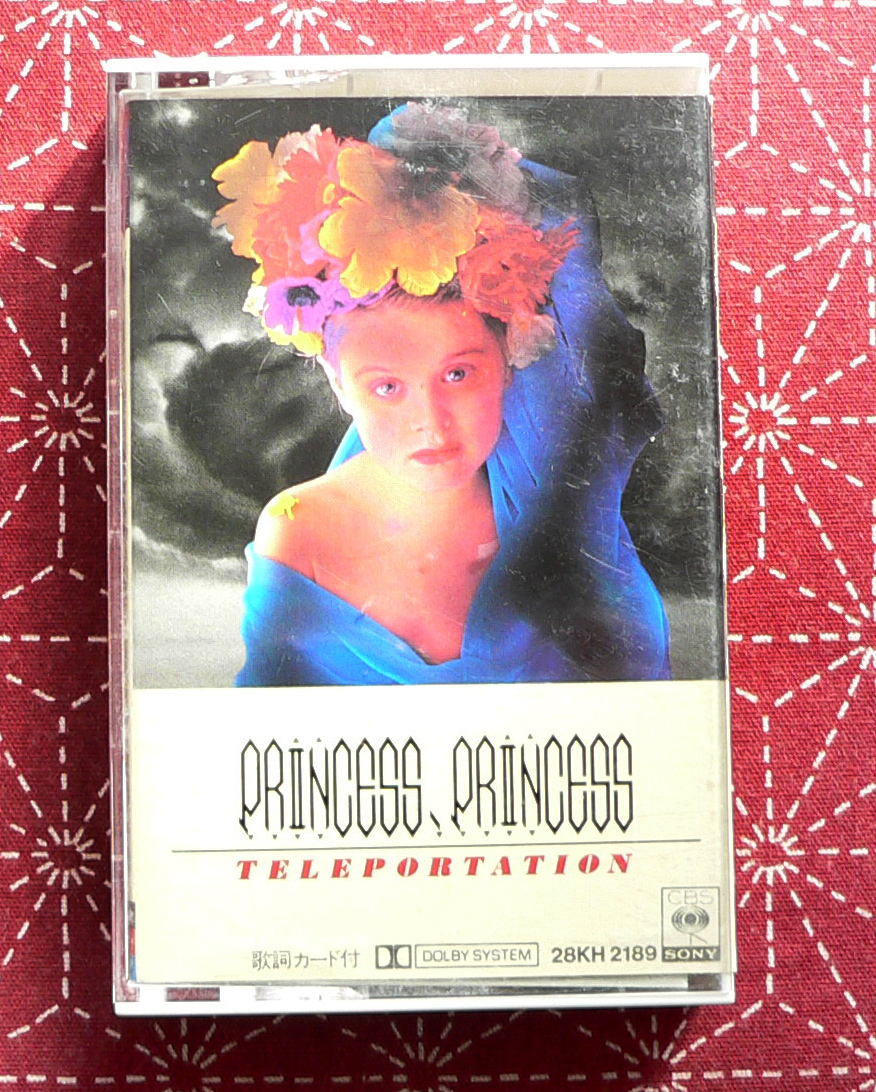 PRINCESS、PRINCESS
TELEPORTATION
歌詞カード付 DOLBY SYSTEM 28KH 2189
CBS
SONY